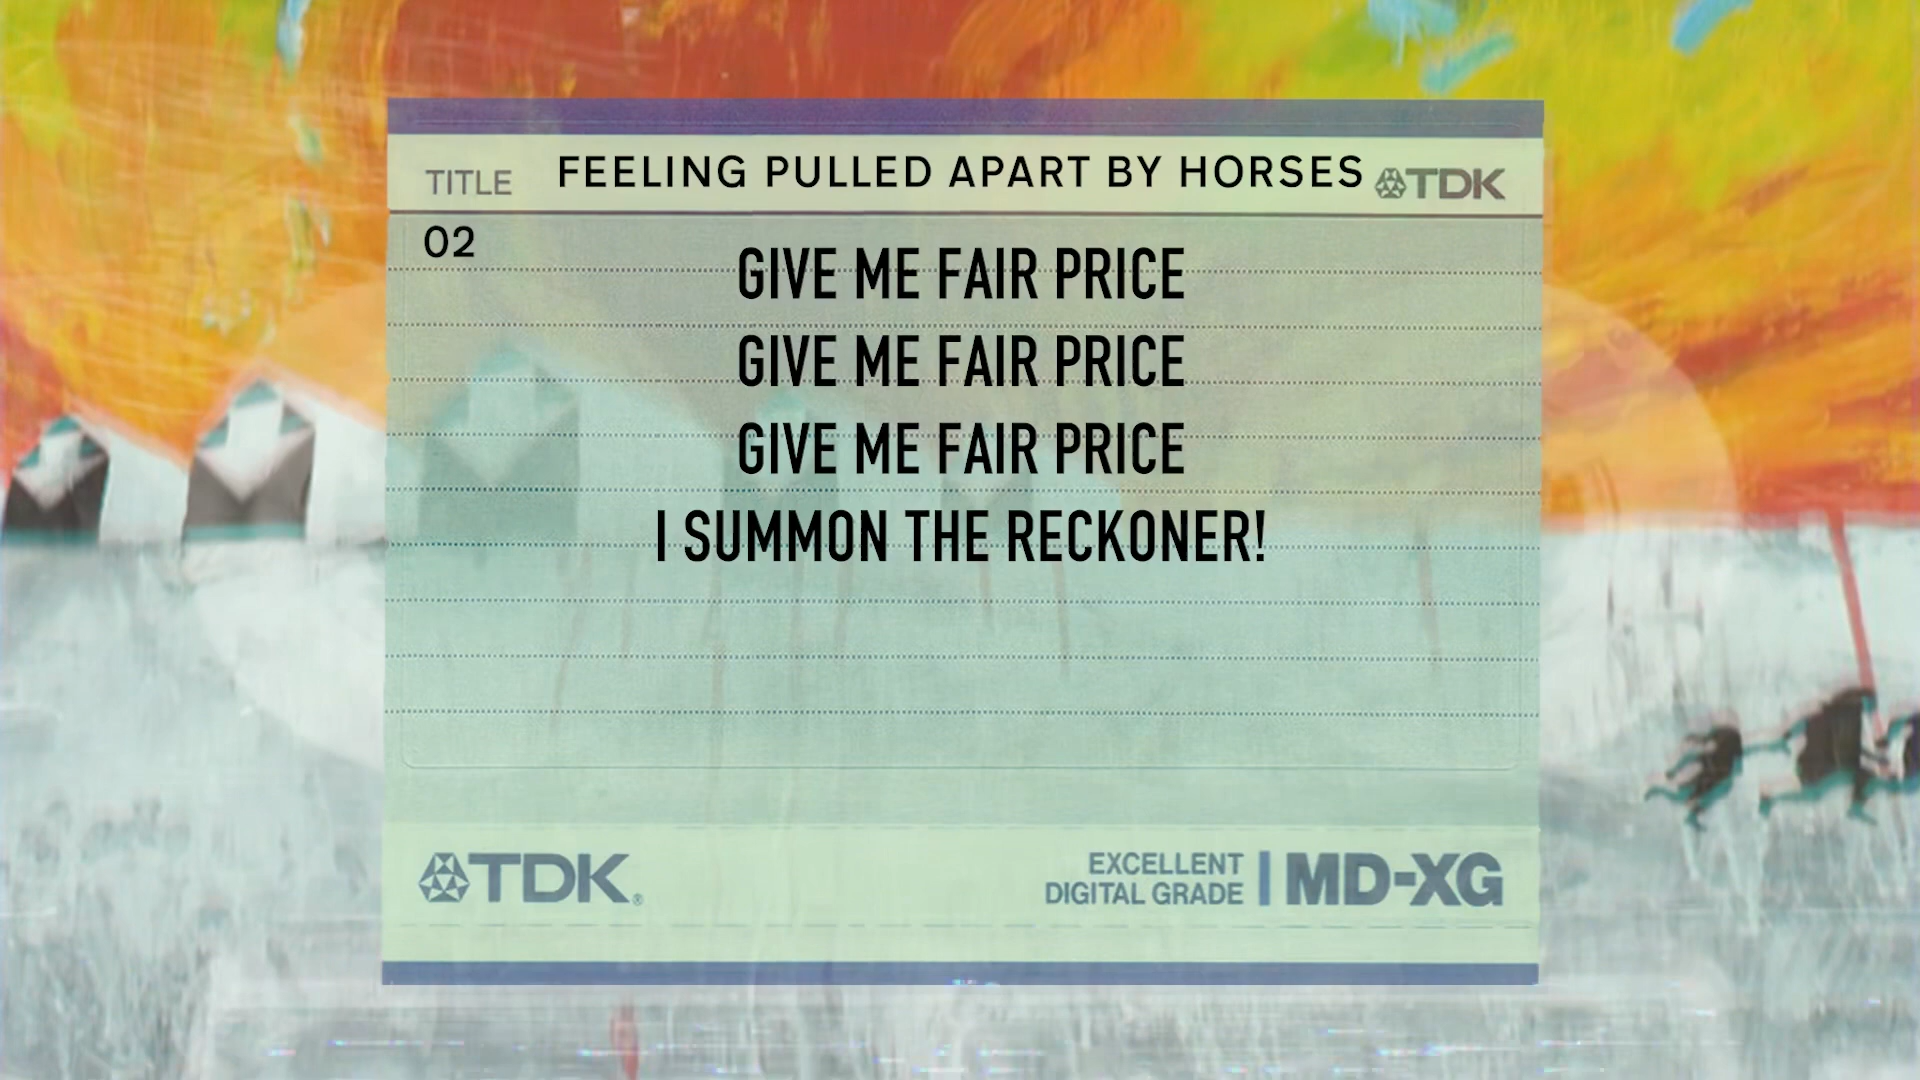 TITLE FEELING PULLED APART BY HORSES TDK
02
GIVE ME FAIR PRICE
GIVE ME FAIR PRICE
GIVE ME FAIR PRICE
I SUMMON THE RECKONER!
TDK®
EXCELLENT
DIGITAL GRADE
MD-XG